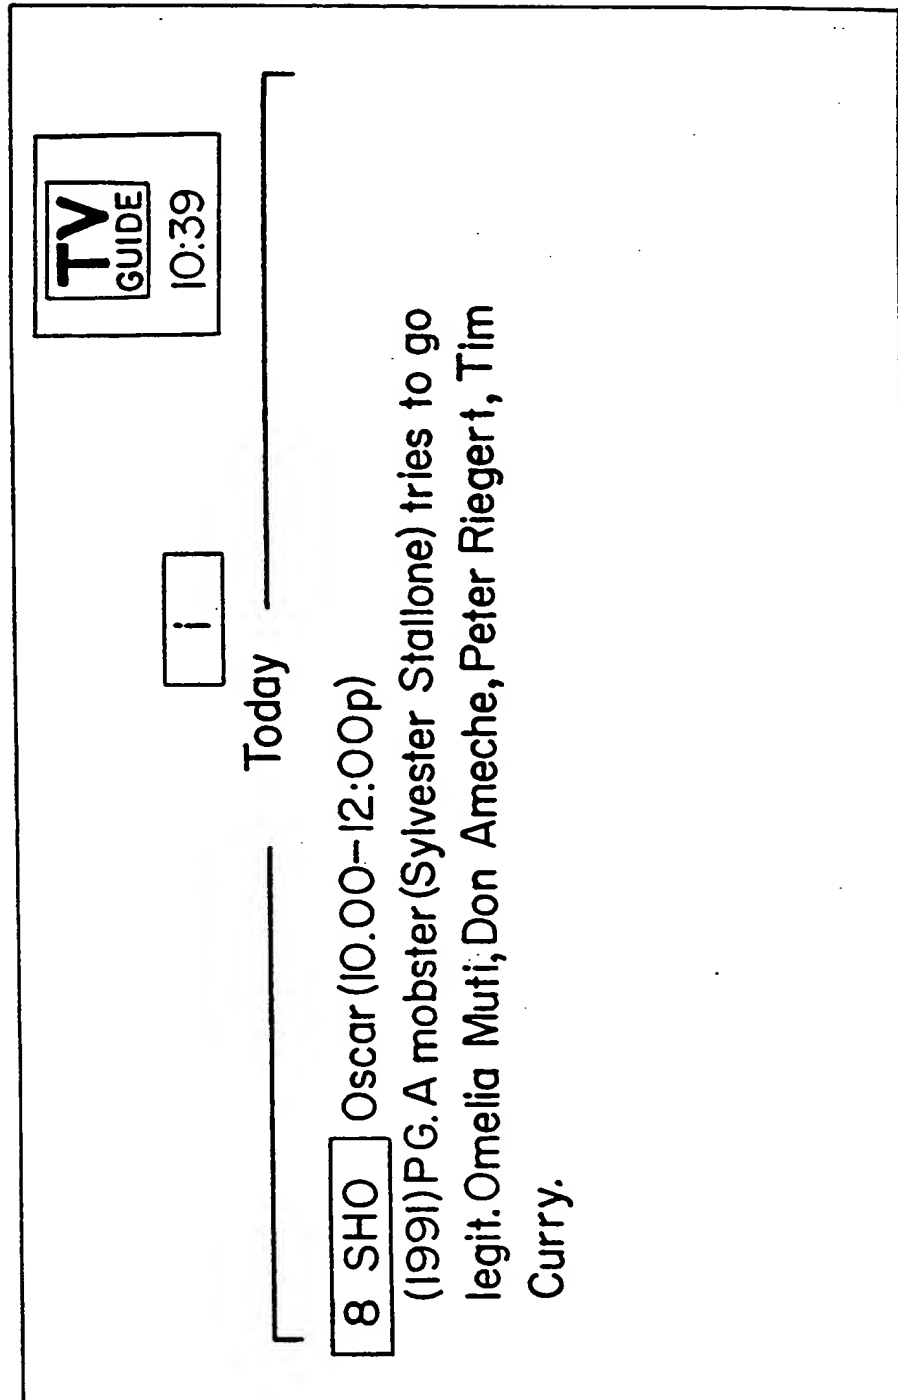 TV
GUIDE
10:39
i
Today
8 SHO Oscar (10.00-12:00p)
(1991) PG. A mobster (Sylvester Stallone) tries to go
legit. Omelia Muti, Don Ameche, Peter Riegert, Tim
Curry.